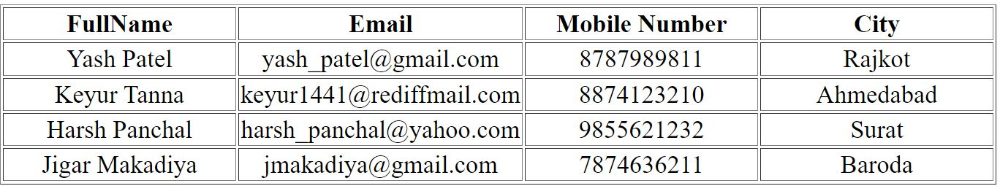 FullName Email Mobile Number City
Yash Patel yash_patel@gmail.com 8787989811 Rajkot
Keyur Tanna keyur1441@rediffmail.com 8874123210 Ahmedabad
Harsh Panchal harsh_panchal@yahoo.com 9855621232 Surat
Jigar Makadiya jmakadiya@gmail.com 7874636211 Baroda